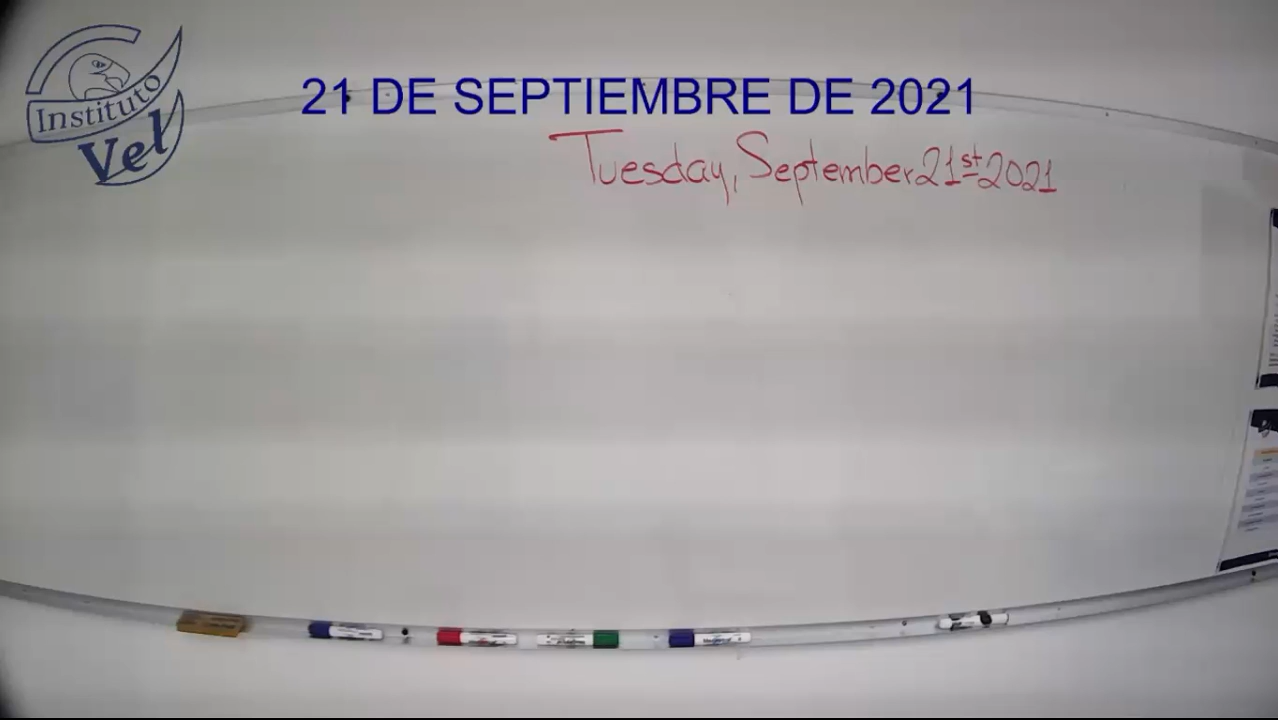 Instituto
Vel
21 DE SEPTIEMBRE DE 2021
Tuesday, September 21st 2021